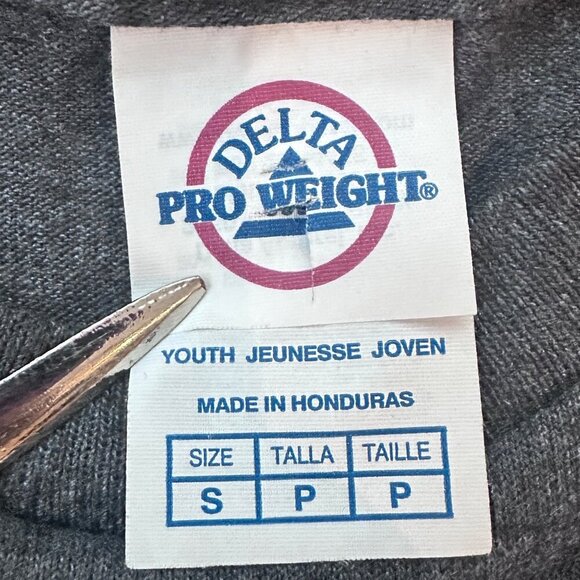 DELTA
PRO WEIGHT®
YOUTH JEUNESSE JOVEN
MADE IN HONDURAS
SIZE TALLA TAILLE
S P P